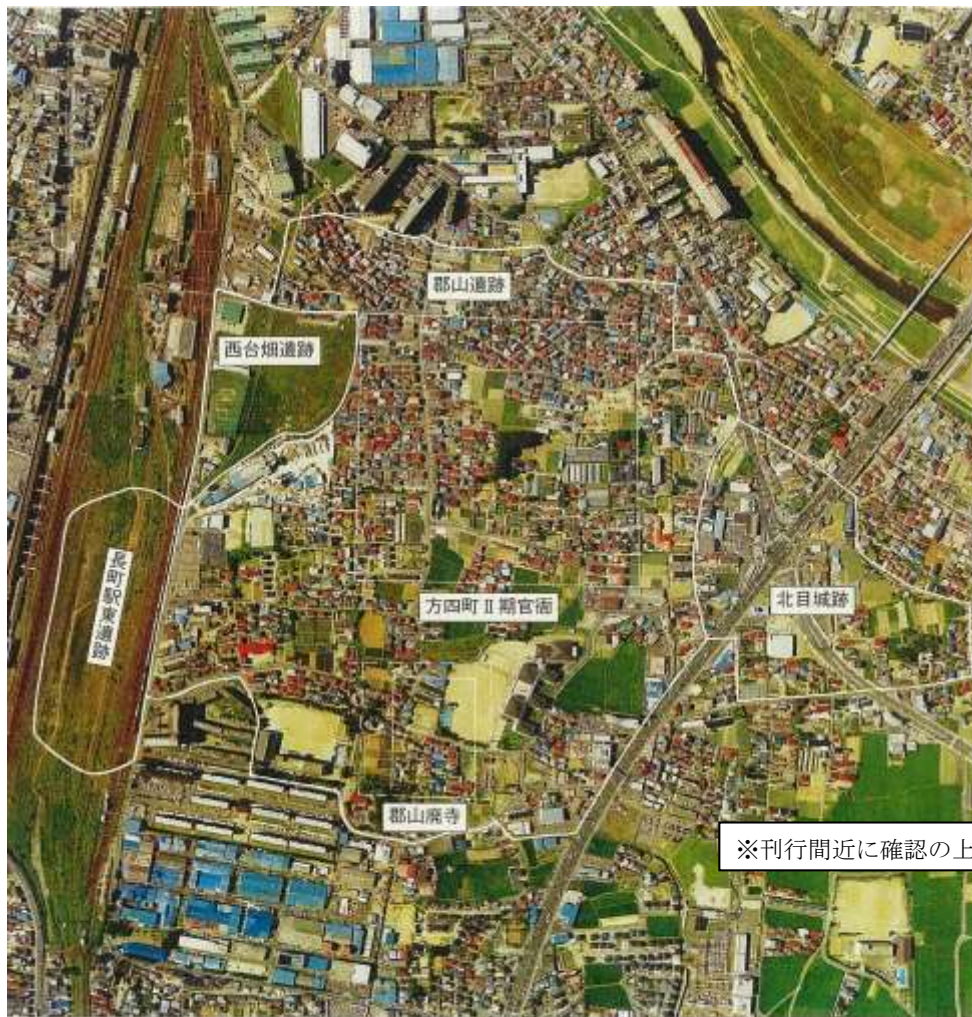 郡山遺跡
西台畑遺跡
長町駅東遺跡
方四町Ⅱ期官衙
北目城跡
郡山廃寺
※刊行間近に確認の上